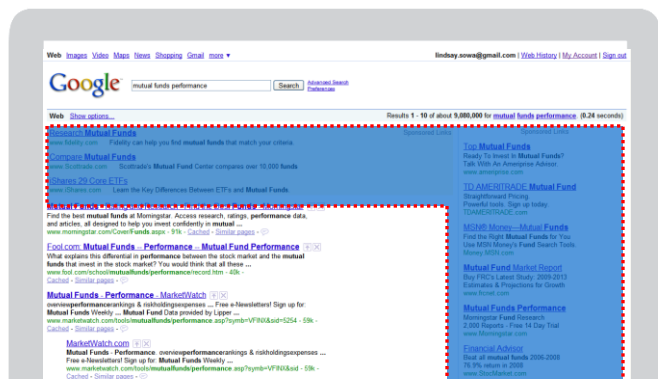 Web Images Video Maps News Shopping Gmail more ▼
lindsay.sowa@gmail.com | Web History | My Account | Sign out
Google
mutual funds performance
Search
Advanced Search
Preferences
Web Show options...
Results 1 - 10 of about 9,080,000 for mutual funds performance. (0.24 seconds)
Research Mutual Funds
www.fidelity.com Fidelity can help you find mutual funds that match your criteria
Compare Mutual Funds
www.Scottrade.com Scottrade's Mutual Fund Center compares over 10,000 funds
iShares 29 Core ETFs
www.iShares.com Learn the Key Differences Between ETFs and Mutual Funds
Sponsored Links
Mutual Funds - Rating and Research - Find the Best Funds - Morningstar
Find the best mutual funds at Morningstar. Access research, ratings, performance data,
and articles, all designed to help you invest confidently in mutual ...
www.morningstar.com/Cover/Funds.aspx - 91k - Cached - Similar pages -
Fool.com: Mutual Funds -- Performance -- Mutual Fund Performance
What explains this differential in performance between the stock market and the mutual
funds that invest in the stock market? You would think that all these ...
www.fool.com/school/mutualfunds/performance/record.htm - 40k -
Cached - Similar pages -
Mutual Funds - Performance - MarketWatch
overviewperformancerankings & riskholdingsexpenses ... Free e-Newsletters! Sign up for:
Mutual Funds Weekly ... Mutual Fund Data provided by Lipper ...
www.marketwatch.com/tools/mutualfunds/performance.asp?symb=VFINX&sid=5254 - 59k -
Cached - Similar pages -
MarketWatch.com
Mutual Funds - Performance. overviewperformancerankings & riskholdingsexpenses ...
Free e-Newsletters! Sign up for: Mutual Funds Weekly ...
www.marketwatch.com/tools/mutualfunds/performance.asp?symb=VFINX&sid - 59k -
Cached - Similar pages -
Sponsored Links
Top Mutual Funds
Ready To Invest In Mutual Funds?
Talk With An Ameriprise Advisor.
www.ameriprise.com
TD AMERITRADE Mutual Fund
Straightforward Pricing.
Powerful tools. Sign up today.
TDAMERITRADE.com
MSN® Money—Mutual Funds
Find the Right Mutual Funds for You
Use MSN Money's Fund Search Tools
Money.MSN.com
Mutual Fund Market Report
Buy FRC's Latest Study, 2009-2013
Estimates & Projections for Growth
Mutual Funds Performance
Morningstar Fund Research
2,000 Reports - Free 14 Day Trial
www.Morningstar.com
Financial Advisor
Beat all mutual funds 2006-2008
76.9% return in 2008
www.StocMarket.com